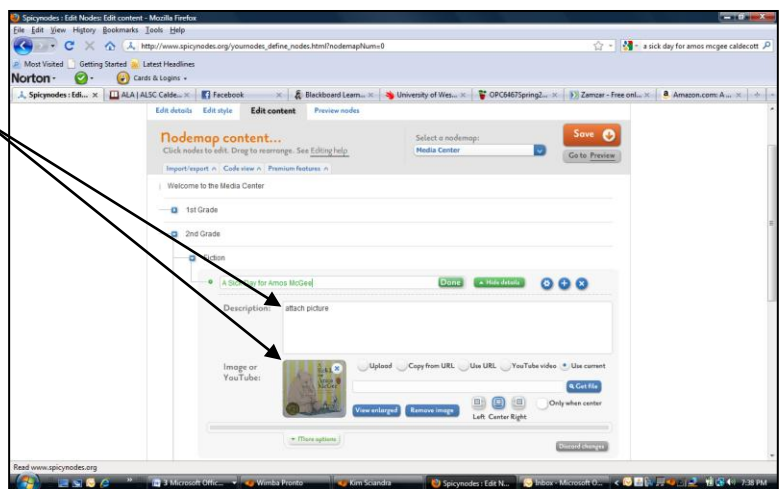 Spicynodes : Edit Nodes: Edit content - Mozilla Firefox
File Edit View History Bookmarks Tools Help
http://www.spicynodes.org/younodes_define_nodes.html?nodemapNum=0
a sick day for amos mcgee caldecott
Most Visited Getting Started Latest Headlines
Norton Cards & Logins
Spicynodes : Edi... ALA | ALSC Calde... Facebook Blackboard Learn... University of Wes... OPC64675pring2... Zamzar - Free onl... Amazon.com: A ...
Edit details Edit style Edit content Preview nodes
Nodemap content...
Click nodes to edit. Drag to rearrange. See Editing help
Select a nodemap:
Media Center
Save
Go to Preview
Import/export Code view Premium features
Welcome to the Media Center
1st Grade
2nd Grade
Fiction
A Sick Day for Amos McGee
Done Hide details
Description: attach picture
Image or YouTube:
Upload Copy from URL Use URL YouTube video Use current
Get file
View enlarged Remove image
Left Center Right
Only when center
More options
Discard changes
Read www.spicynodes.org
3 Microsoft Offic... Wimba Pronto Kim Sciandra Spicynodes : Edit N... Inbox - Microsoft O... 7:38 PM